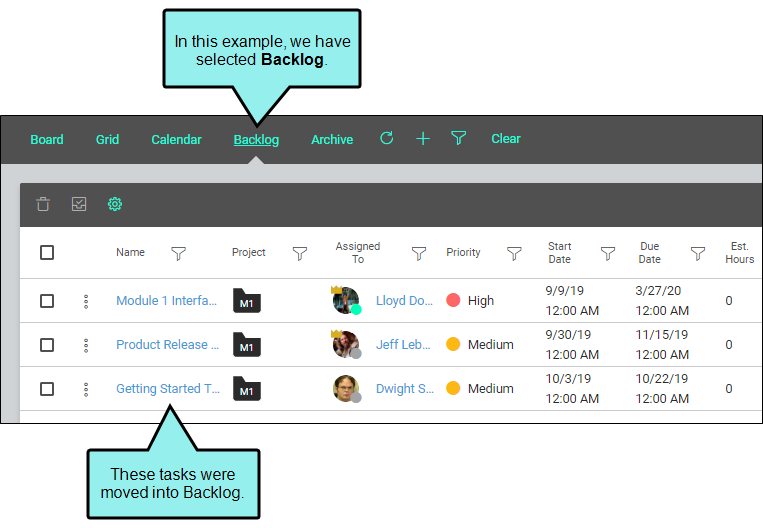 In this example, we have
selected Backlog.
Board Grid Calendar Backlog Archive Clear
Name Project Assigned To Priority Start Date Due Date Est. Hours
Module 1 Interfa... M1 Lloyd Do... High 9/9/19 12:00 AM 3/27/20 12:00 AM 0
Product Release ... M1 Jeff Leb... Medium 9/30/19 12:00 AM 11/15/19 12:00 AM 0
Getting Started T... M1 Dwight S... Medium 10/3/19 12:00 AM 10/22/19 12:00 AM 0
These tasks were
moved into Backlog.